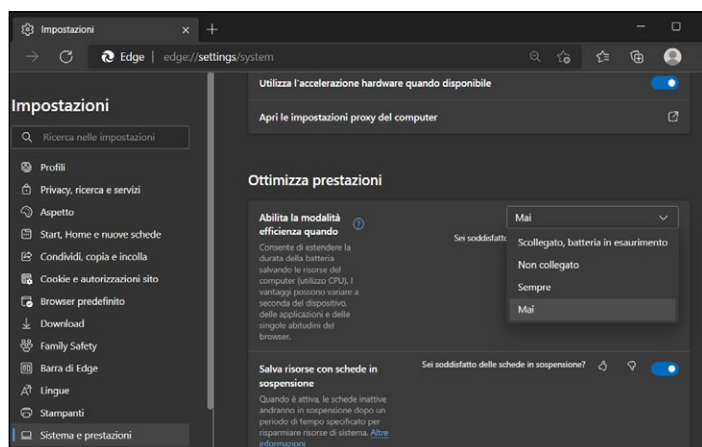 Impostazioni
Edge | edge://settings/system
Impostazioni
Ricerca nelle impostazioni
Profili
Privacy, ricerca e servizi
Aspetto
Start, Home e nuove schede
Condividi, copia e incolla
Cookie e autorizzazioni sito
Browser predefinito
Download
Family Safety
Barra di Edge
Lingue
Stampanti
Sistema e prestazioni
Utilizza l'accelerazione hardware quando disponibile
Apri le impostazioni proxy del computer
Ottimizza prestazioni
Abilita la modalità
efficienza quando
Consente di estendere la
durata della batteria
salvando le risorse del
computer (utilizzo CPU). I
vantaggi possono variare a
seconda del dispositivo,
delle applicazioni e delle
singole abitudini del
browser.
Mai
Sei soddisfatto
Scollegato, batteria in esaurimento
Non collegato
Sempre
Mai
Salva risorse con schede in
sospensione
Sei soddisfatto delle schede in sospensione?
Quando è attiva, le schede inattive
andranno in sospensione dopo un
periodo di tempo specificato per
risparmiare risorse di sistema. Altre
informazioni